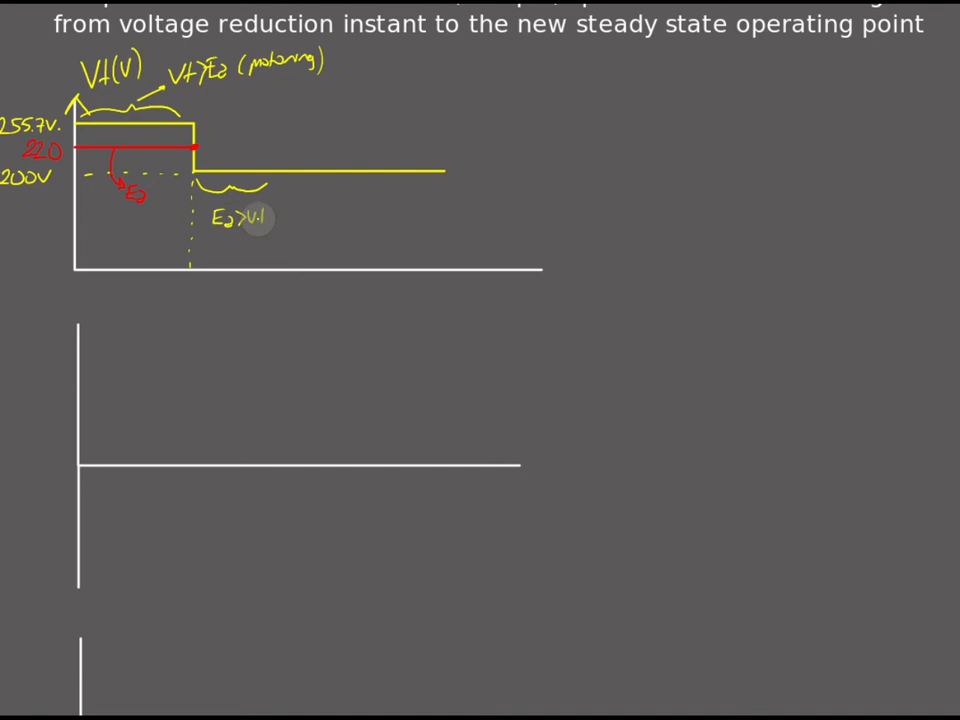 from voltage reduction instant to the new steady state operating point
Vt(V)
Vt>Ea (motoring)
255.7V.
220
200V
Ea
Ea>V.